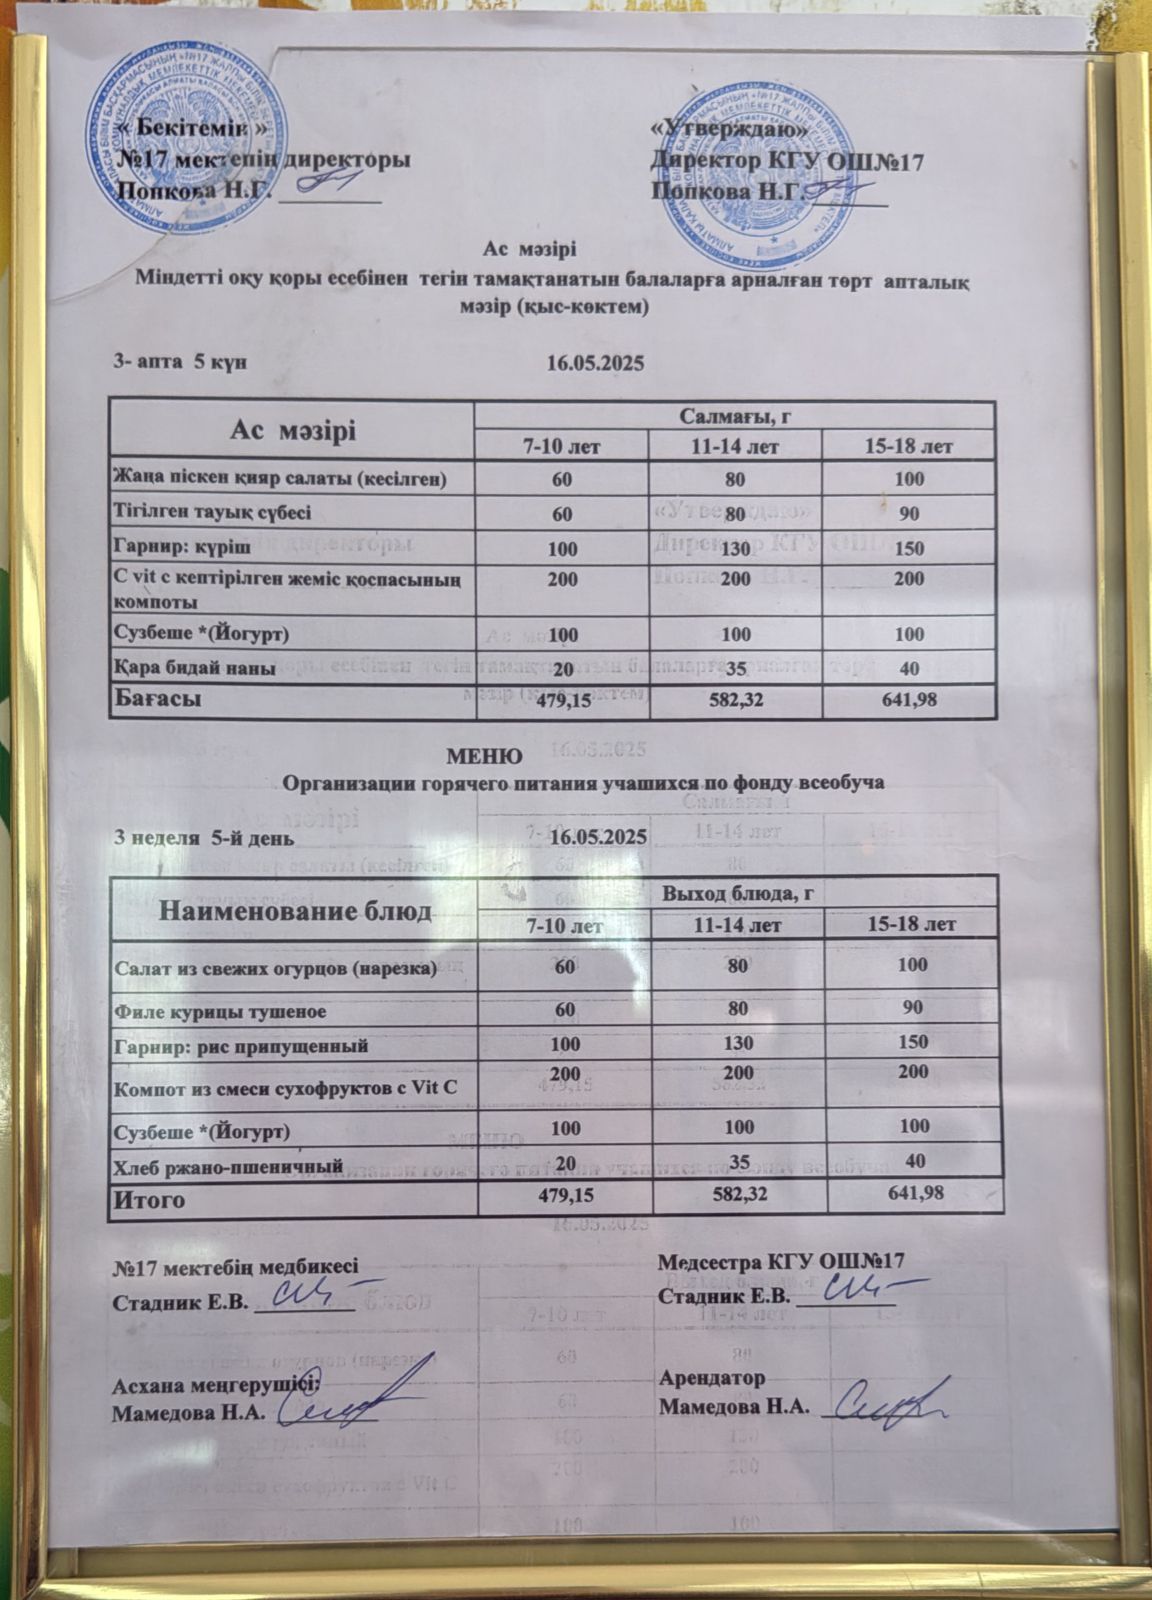 « Бекітемін »
№17 мектепің директоры
Попкова Н.Г.
«Утверждаю»
Директор КГУ ОШ№17
Попкова Н.Г.
Ас мәзірі
Міндетті оқу қоры есебінен тегін тамақтанатын балаларға арналған төрт апталық
мәзір (қыс-көктем)
3- апта 5 күн 16.05.2025
Ас мәзірі Салмағы, г
7-10 лет 11-14 лет 15-18 лет
Жаңа піскен қияр салаты (кесілген) 60 80 100
Тігілген тауық сүбесі 60 80 90
Гарнир: күріш 100 130 150
С vit с кептірілген жеміс қоспасының 200 200 200
компоты
Сузбеше *(Йогурт) 100 100 100
Қара бидай наны 20 35 40
Бағасы 479,15 582,32 641,98
МЕНЮ
Организации горячего питания учашихся по фонду всеобуча
3 неделя 5-й день 16.05.2025
Наименование блюд Выход блюда, г
7-10 лет 11-14 лет 15-18 лет
Салат из свежих огурцов (нарезка) 60 80 100
Филе курицы тушеное 60 80 90
Гарнир: рис припущенный 100 130 150
Компот из смеси сухофруктов с Vit C 200 200 200
Сузбеше *(Йогурт) 100 100 100
Хлеб ржано-пшеничный 20 35 40
Итого 479,15 582,32 641,98
№17 мектебің медбикесі
Стадник Е.В.
Медсестра КГУ ОШ№17
Стадник Е.В.
Асхана меңгерушісі:
Мамедова Н.А.
Арендатор
Мамедова Н.А.